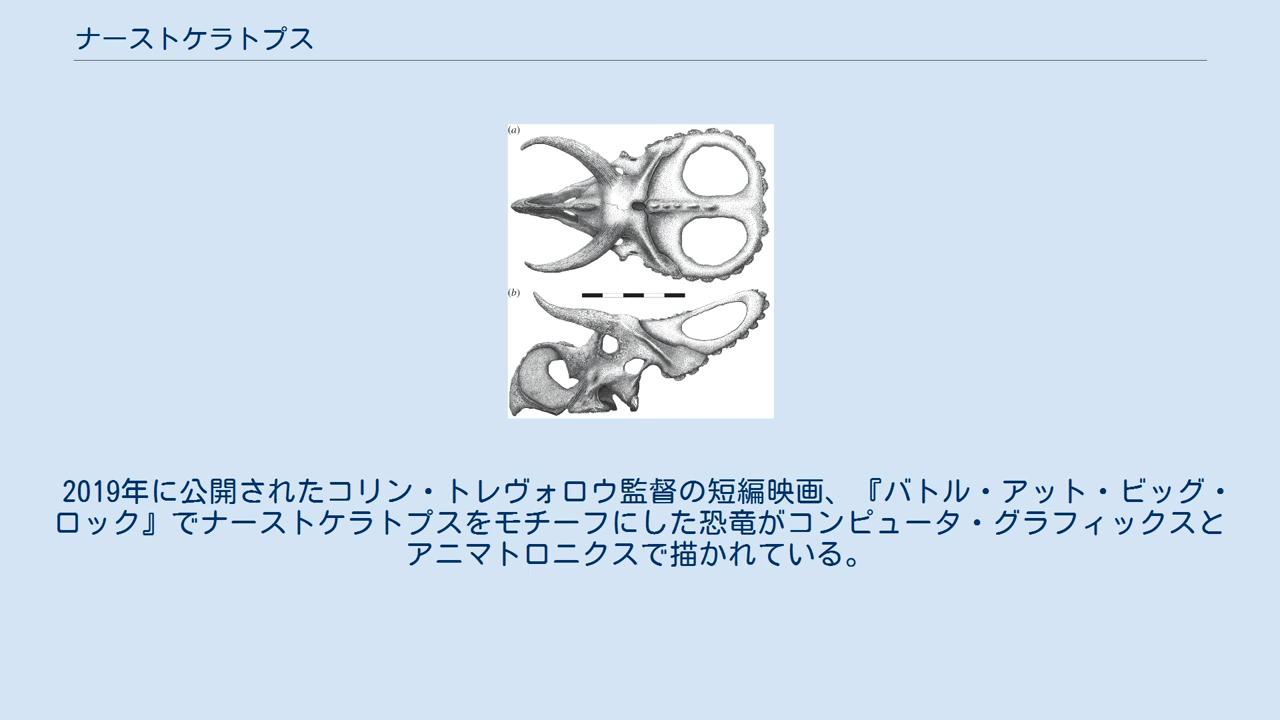 ナーストケラトプス
(a)
(b)
2019年に公開されたコリン・トレヴォロウ監督の短編映画、『バトル・アット・ビッグ・
ロック』でナーストケラトプスをモチーフにした恐竜がコンピュータ・グラフィックスと
アニマトロニクスで描かれている。